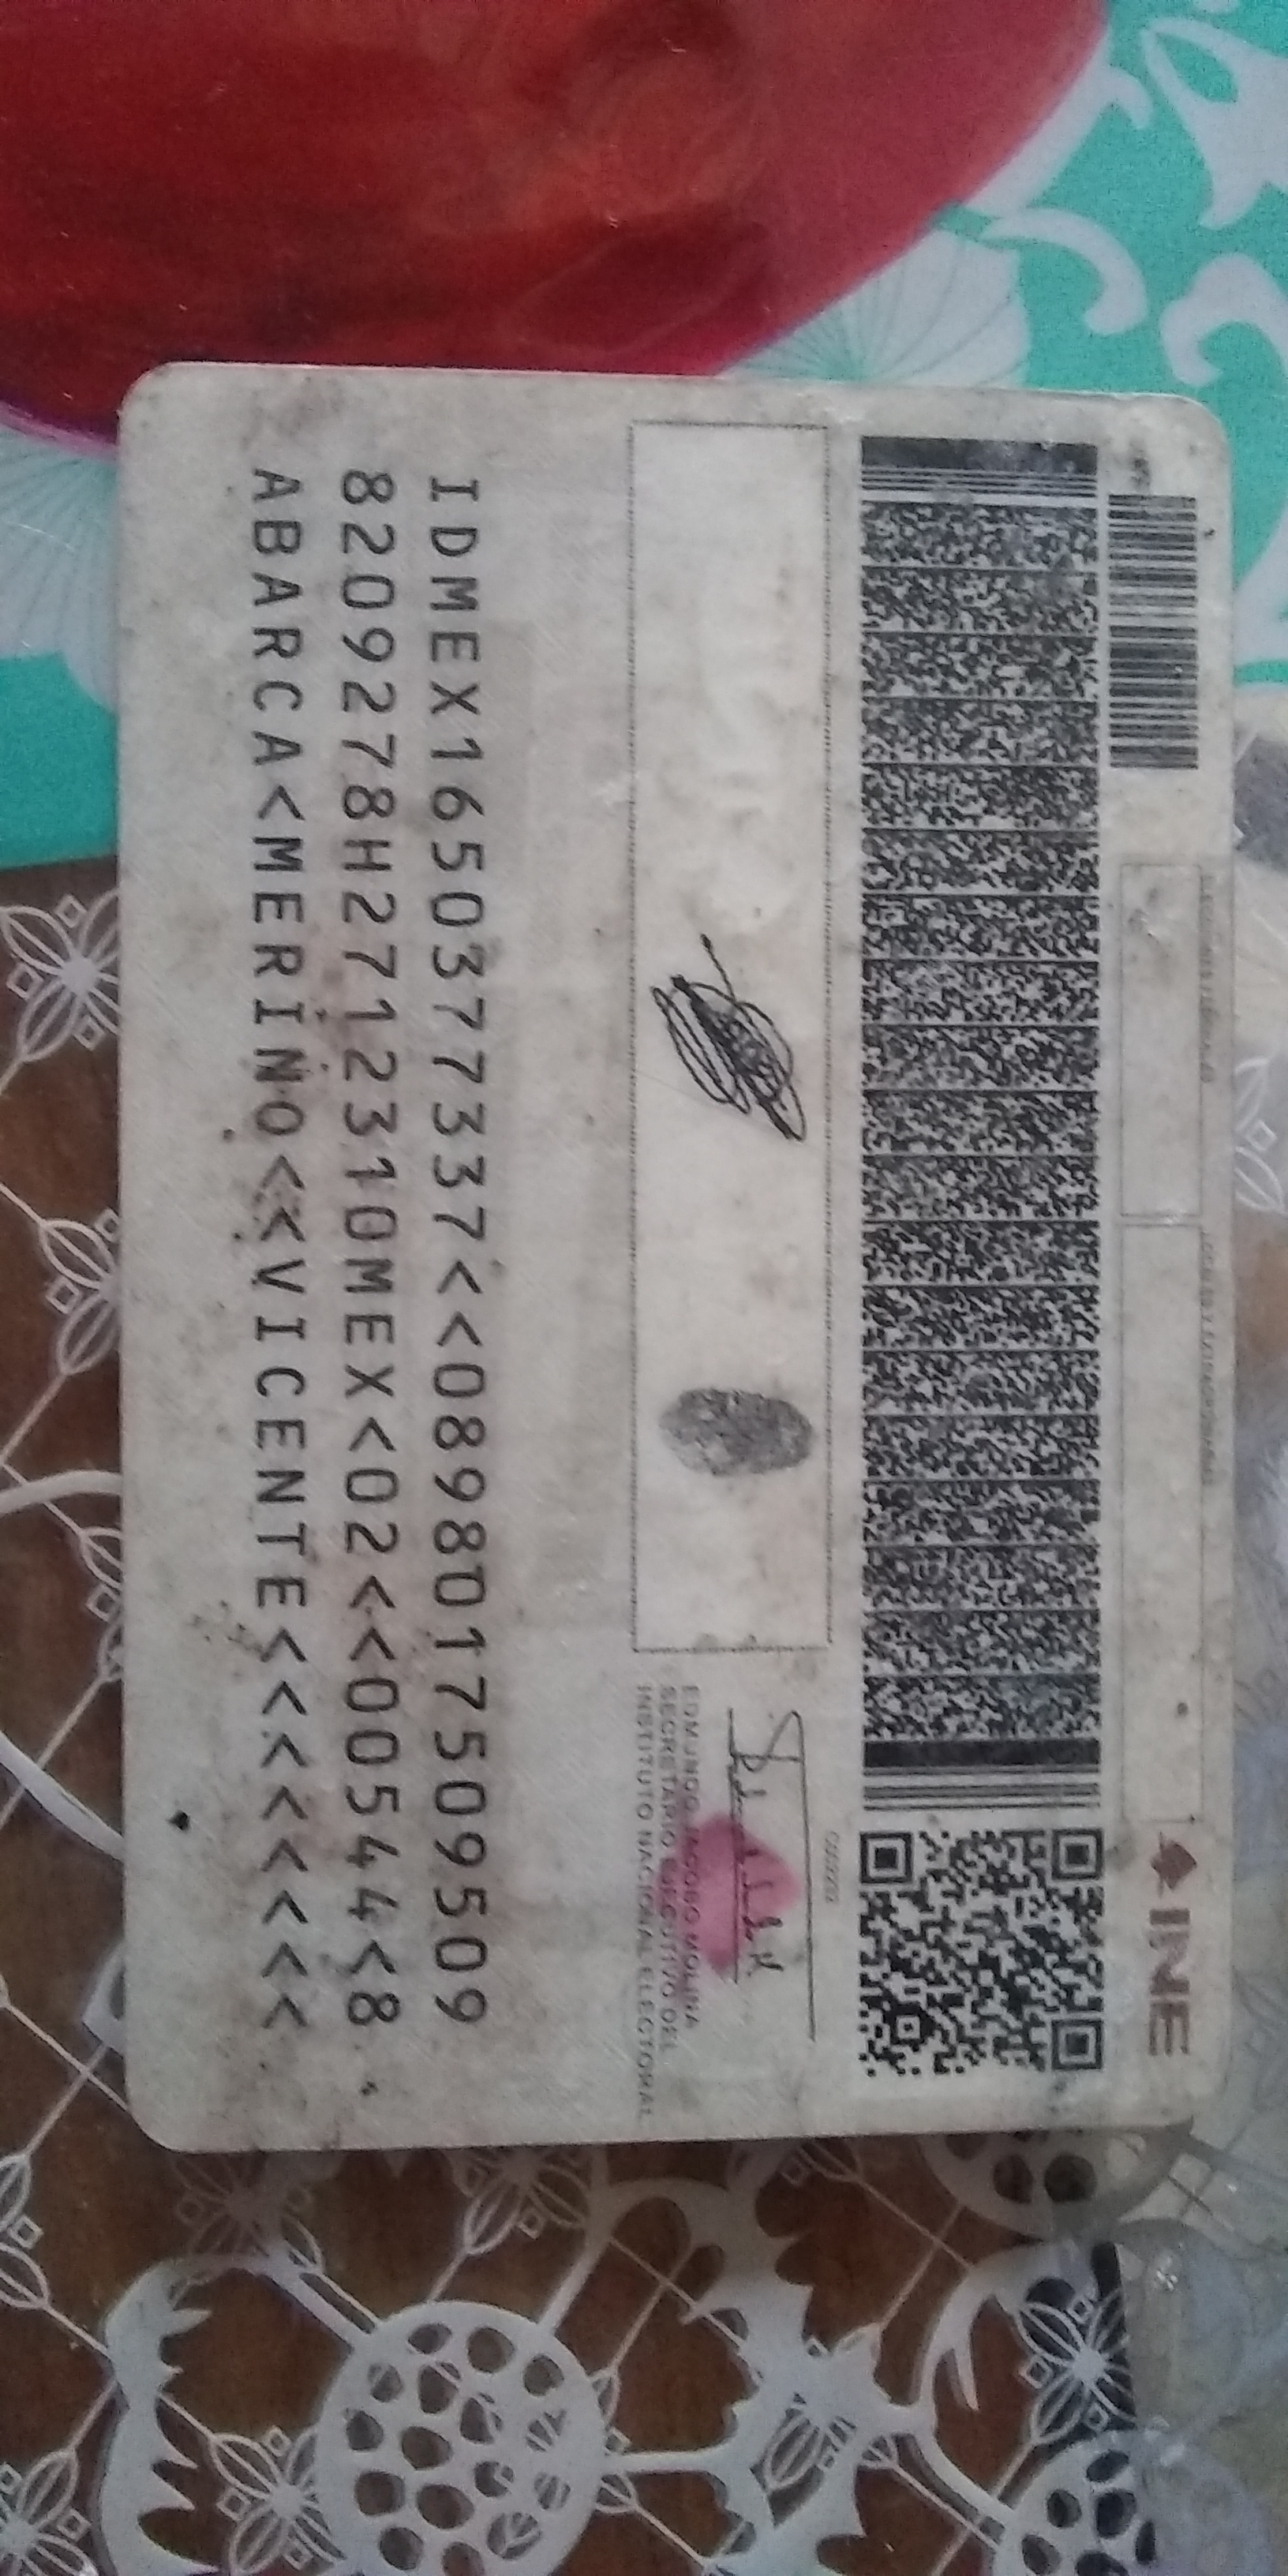 INE
EDMUNDO JACOBO MOLINA
SECRETARIO EJECUTIVO DEL
INSTITUTO NACIONAL ELECTORAL
IDMEX1650377337<<0898017509509
8209278H2712310MEX<02<<00544<8
ABARCA<MERINO<<VICENTE<<<<<<<<